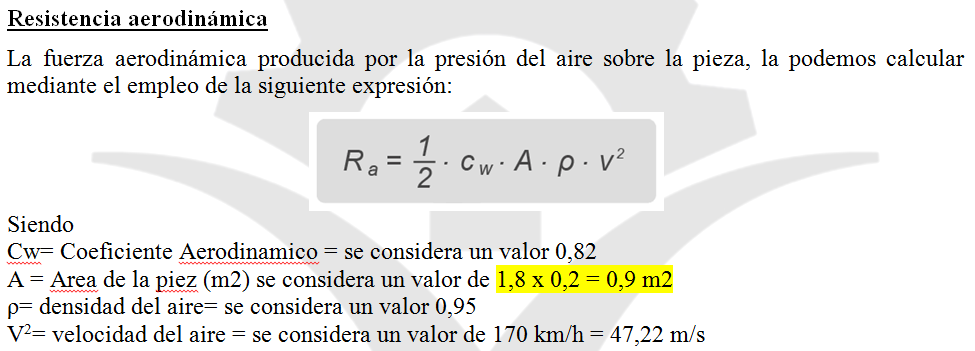 Resistencia aerodinámica
La fuerza aerodinámica producida por la presión del aire sobre la pieza, la podemos calcular
mediante el empleo de la siguiente expresión:
R a = 1/2 · c w · A · ρ · v²
Siendo
Cw= Coeficiente Aerodinamico = se considera un valor 0,82
A = Area de la piez (m2) se considera un valor de 1,8 x 0,2 = 0,9 m2
ρ= densidad del aire= se considera un valor 0,95
V²= velocidad del aire = se considera un valor de 170 km/h = 47,22 m/s